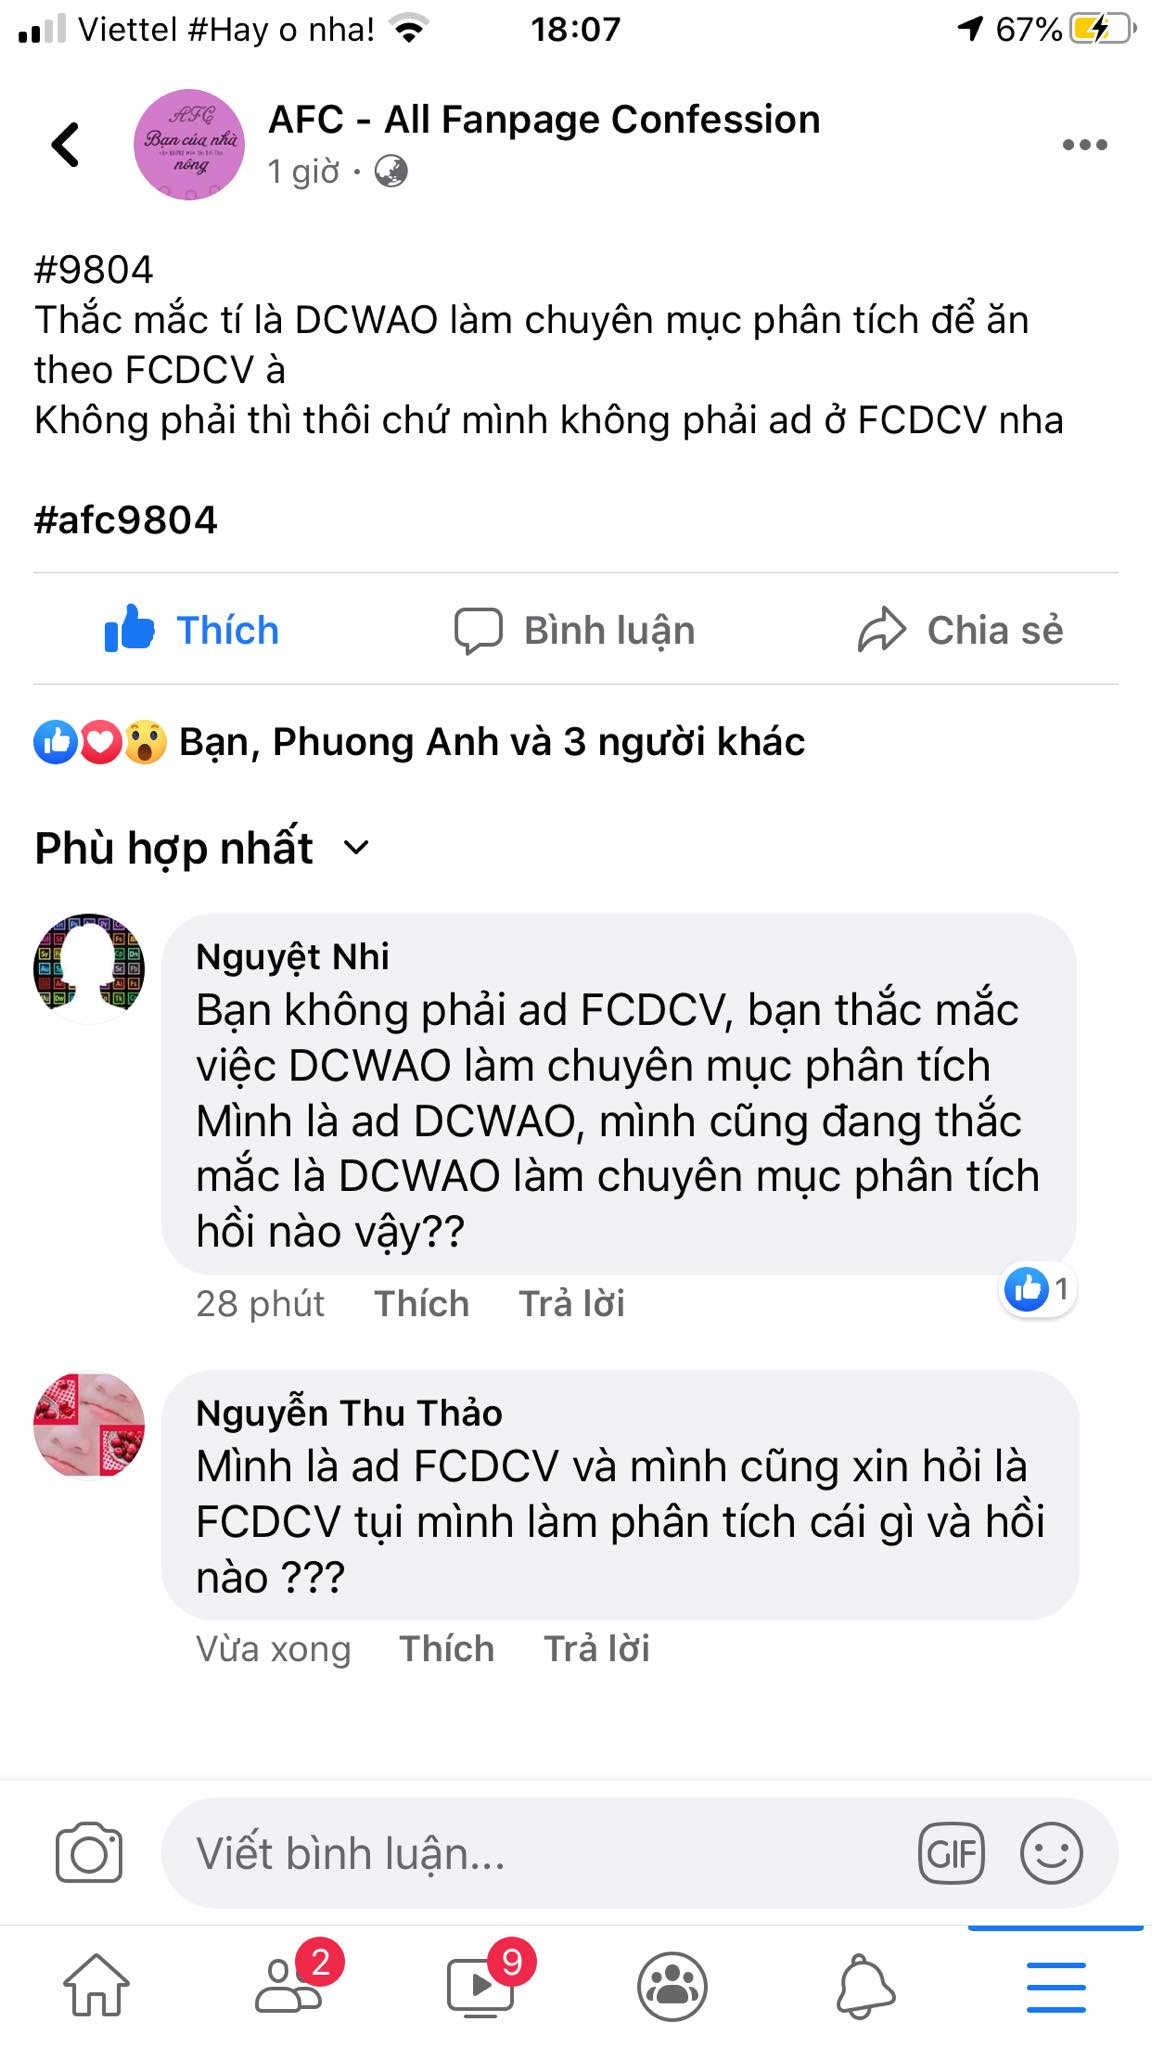 Viettel #Hay o nha!
18:07
67%
AFC
Bạn của nhà
nông
AFC - All Fanpage Confession
1 giờ ·
#9804
Thắc mắc tí là DCWAO làm chuyên mục phân tích để ăn
theo FCDCV à
Không phải thì thôi chứ mình không phải ad ở FCDCV nha
#afc9804
Thích
Bình luận
Chia sẻ
Bạn, Phuong Anh và 3 người khác
Phù hợp nhất
Nguyệt Nhi
Bạn không phải ad FCDCV, bạn thắc mắc
việc DCWAO làm chuyên mục phân tích
Mình là ad DCWAO, mình cũng đang thắc
mắc là DCWAO làm chuyên mục phân tích
hồi nào vậy??
28 phút Thích Trả lời
1
Nguyễn Thu Thảo
Mình là ad FCDCV và mình cũng xin hỏi là
FCDCV tụi mình làm phân tích cái gì và hồi
nào ???
Vừa xong Thích Trả lời
Viết bình luận...
GIF
2
9